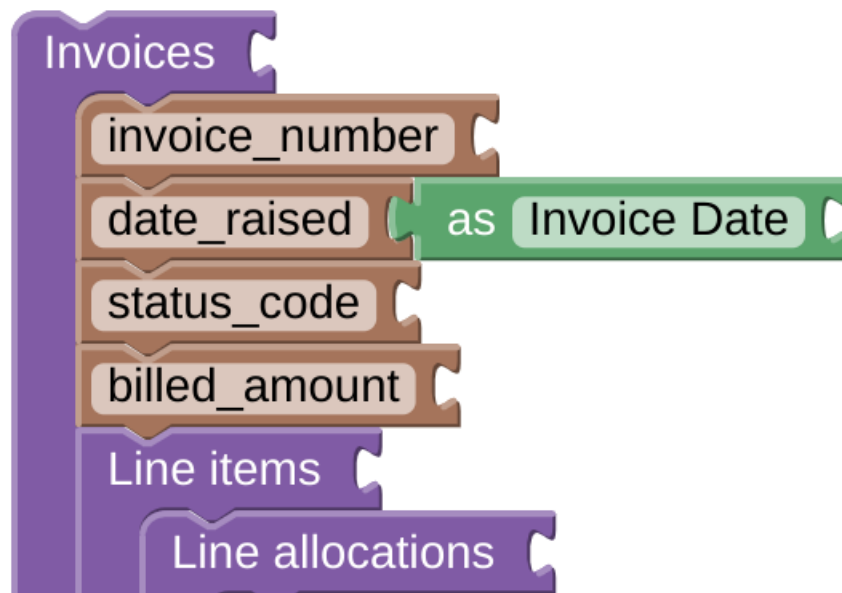 Invoices
invoice_number
date_raised as Invoice Date
status_code
billed_amount
Line items
Line allocations